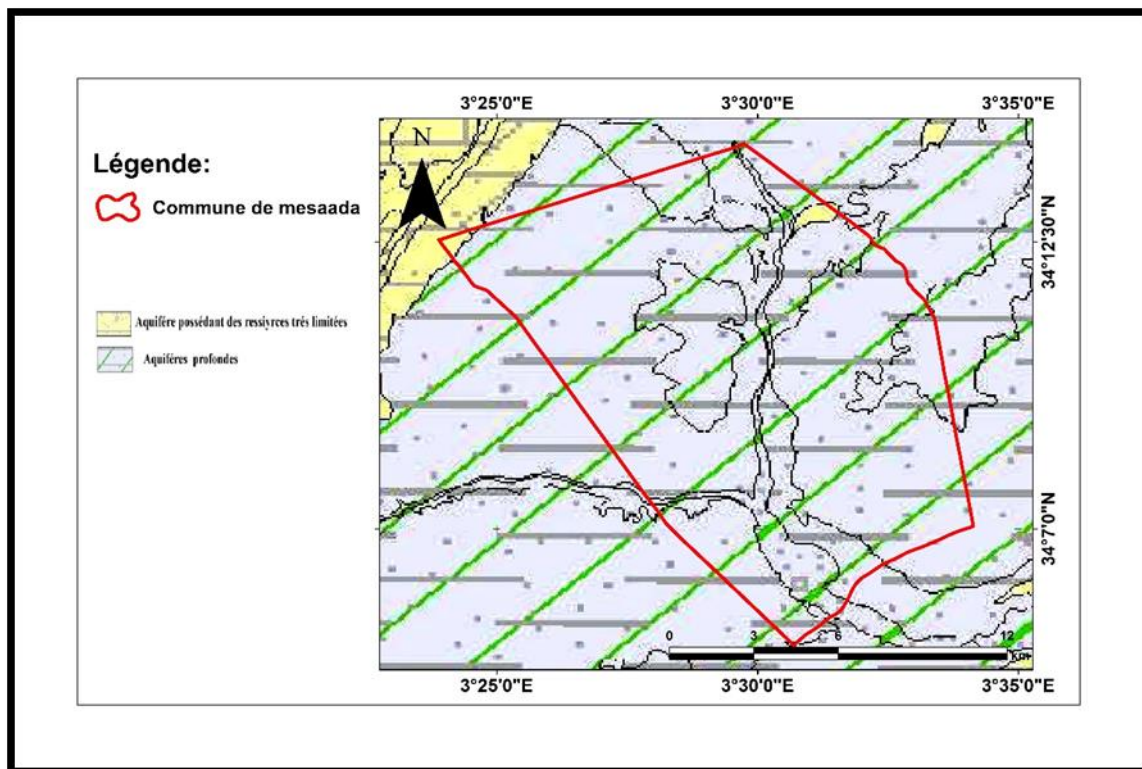 3°25'0"E 3°30'0"E 3°35'0"E
N
Légende:
Commune de mesaada
34°12'30"N
Aquifère possédant des ressiyrces trés limitées
Aquifères profondes
34°7'0"N
0 3 6 12
Km
3°25'0"E 3°30'0"E 3°35'0"E